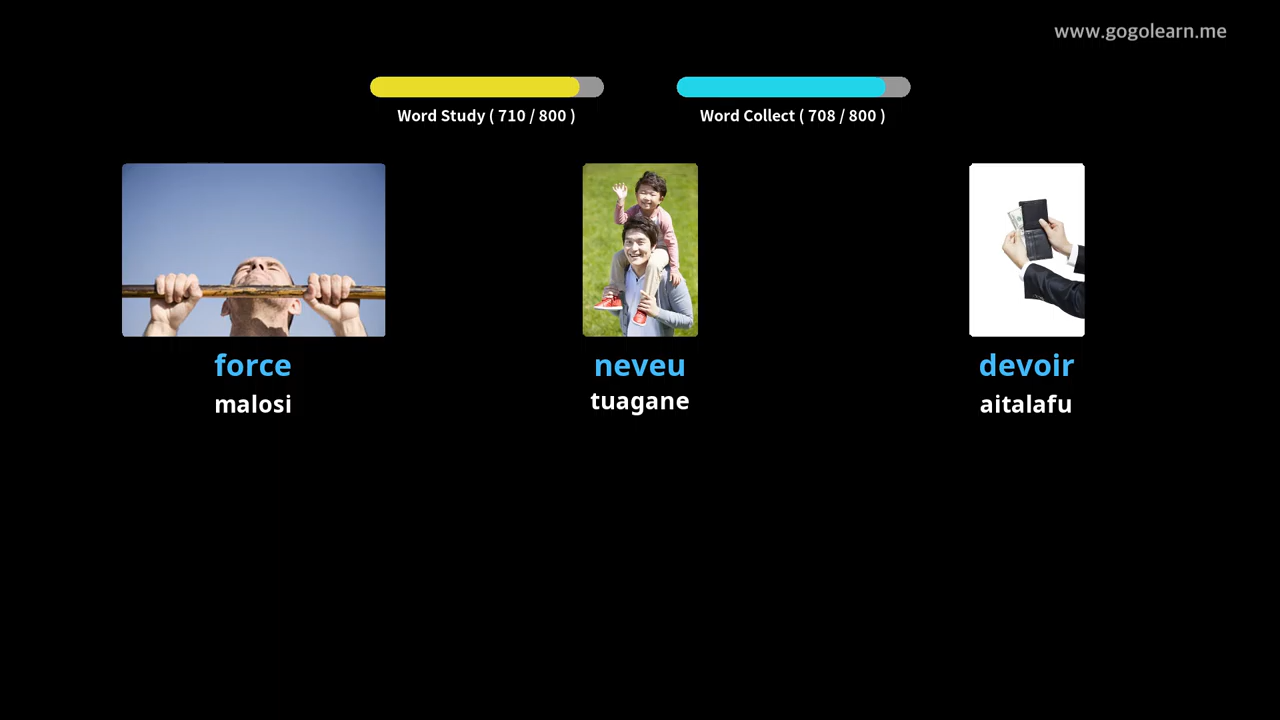 www.gogolearn.me
Word Study ( 710 / 800 )
Word Collect ( 708 / 800 )
force
neveu
devoir
malosi
tuagane
aitalafu